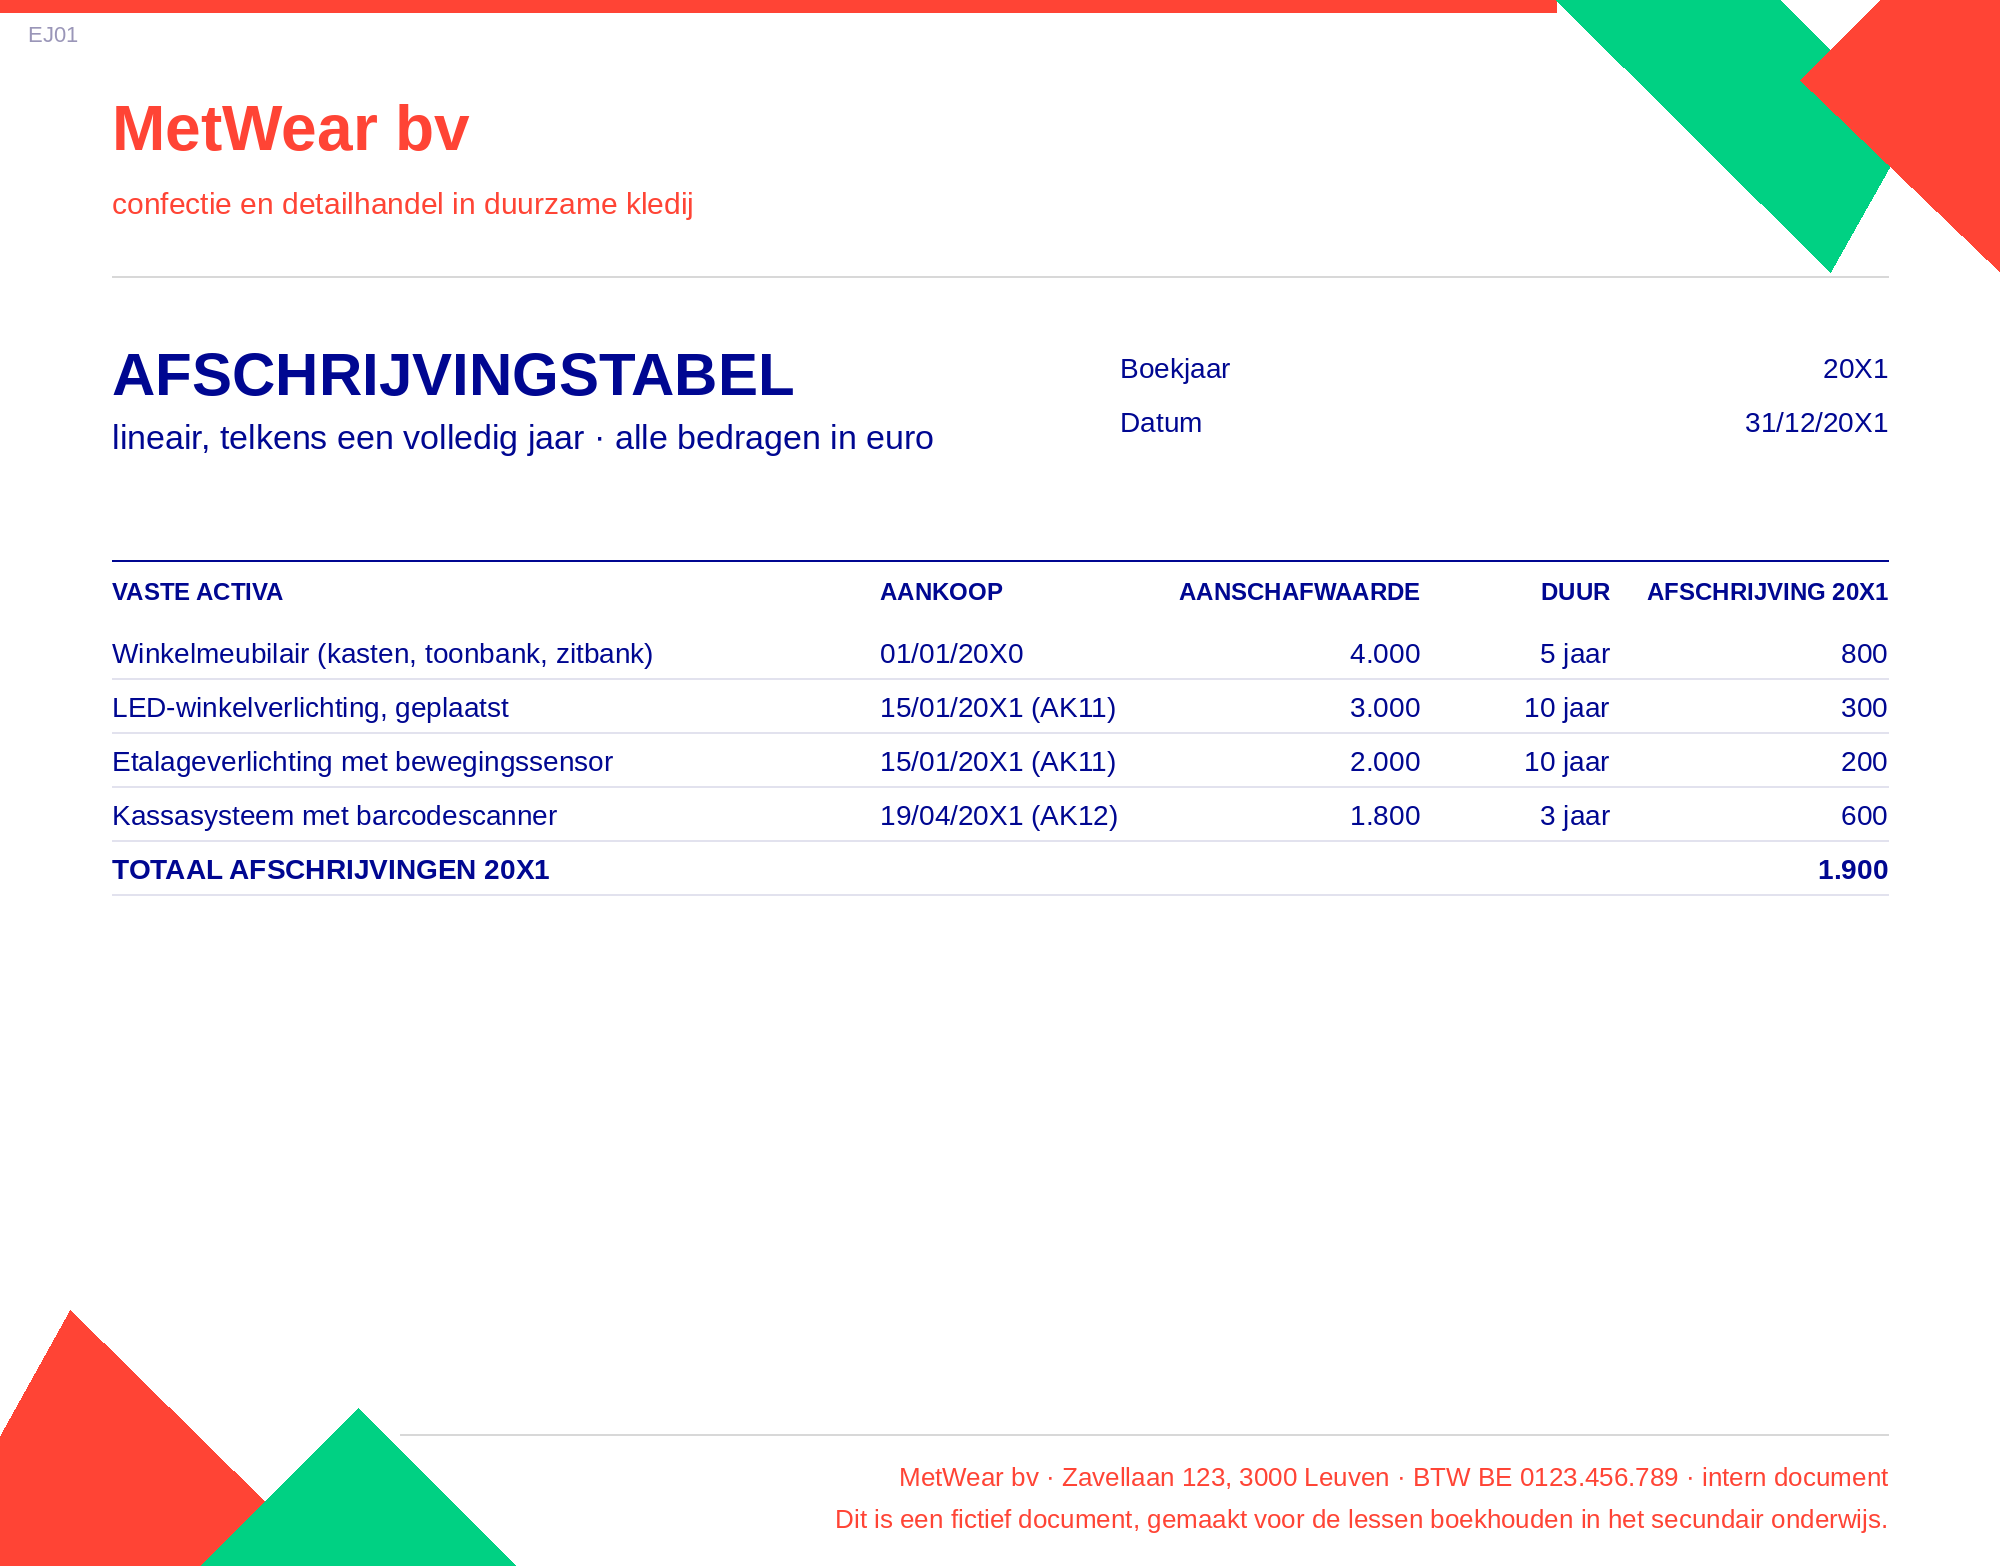 EJ01
MetWear bv
confectie en detailhandel in duurzame kledij
AFSCHRIJVINGSTABEL
lineair, telkens een volledig jaar · alle bedragen in euro
Boekjaar 20X1
Datum 31/12/20X1
VASTE ACTIVA AANKOOP AANSCHAFWAARDE DUUR AFSCHRIJVING 20X1
Winkelmeubilair (kasten, toonbank, zitbank) 01/01/20X0 4.000 5 jaar 800
LED-winkelverlichting, geplaatst 15/01/20X1 (AK11) 3.000 10 jaar 300
Etalageverlichting met bewegingssensor 15/01/20X1 (AK11) 2.000 10 jaar 200
Kassasysteem met barcodescanner 19/04/20X1 (AK12) 1.800 3 jaar 600
TOTAAL AFSCHRIJVINGEN 20X1 1.900
MetWear bv · Zavellaan 123, 3000 Leuven · BTW BE 0123.456.789 · intern document
Dit is een fictief document, gemaakt voor de lessen boekhouden in het secundair onderwijs.